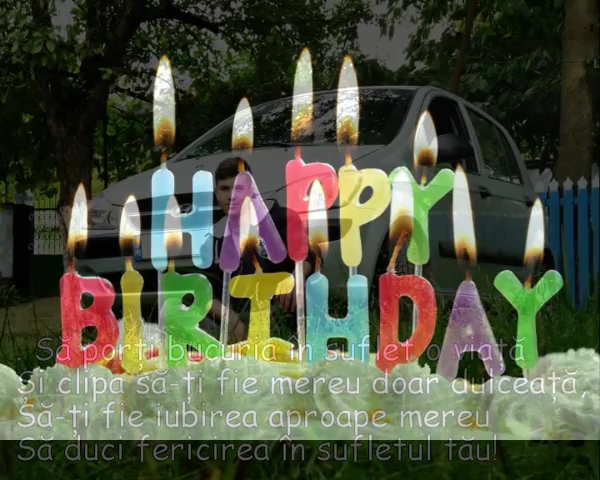 HAPPY
BIRTHDAY
Să porți bucuria în suflet o viață
Și clipa să-ți fie mereu doar dulceață,
Să-ți fie iubirea aproape mereu
Să duci fericirea în sufletul tău!